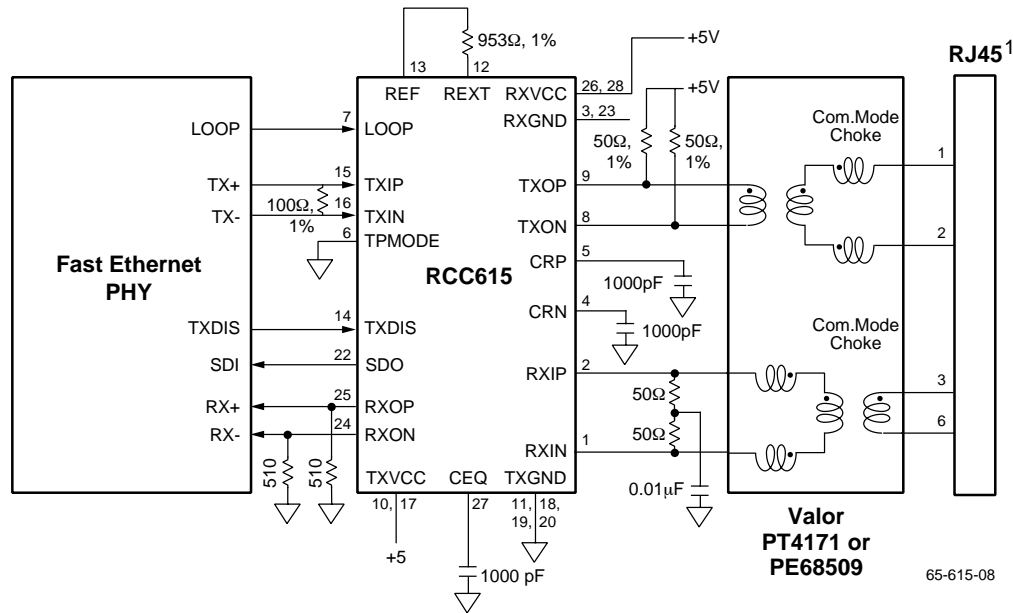 953Ω, 1%
13
12
REF
REXT
RXVCC
26, 28
+5V
RXGND
3, 23
+5V
50Ω,
1%
50Ω,
1%
RJ45 1
Com.Mode
Choke
LOOP
7
LOOP
TX+
15
TXIP
TX-
100Ω,
1%
16
TXIN
6
TPMODE
TXOP
9
TXON
8
1
2
Fast Ethernet
PHY
RCC615
CRP
5
1000pF
CRN
4
1000pF
TXDIS
14
TXDIS
SDI
22
SDO
RX+
25
RXOP
RX-
24
RXON
510
510
RXIP
2
50Ω
50Ω
RXIN
1
0.01μF
Com.Mode
Choke
3
6
TXVCC
CEQ
TXGND
10, 17
27
11, 18,
19, 20
+5
1000 pF
Valor
PT4171 or
PE68509
65-615-08